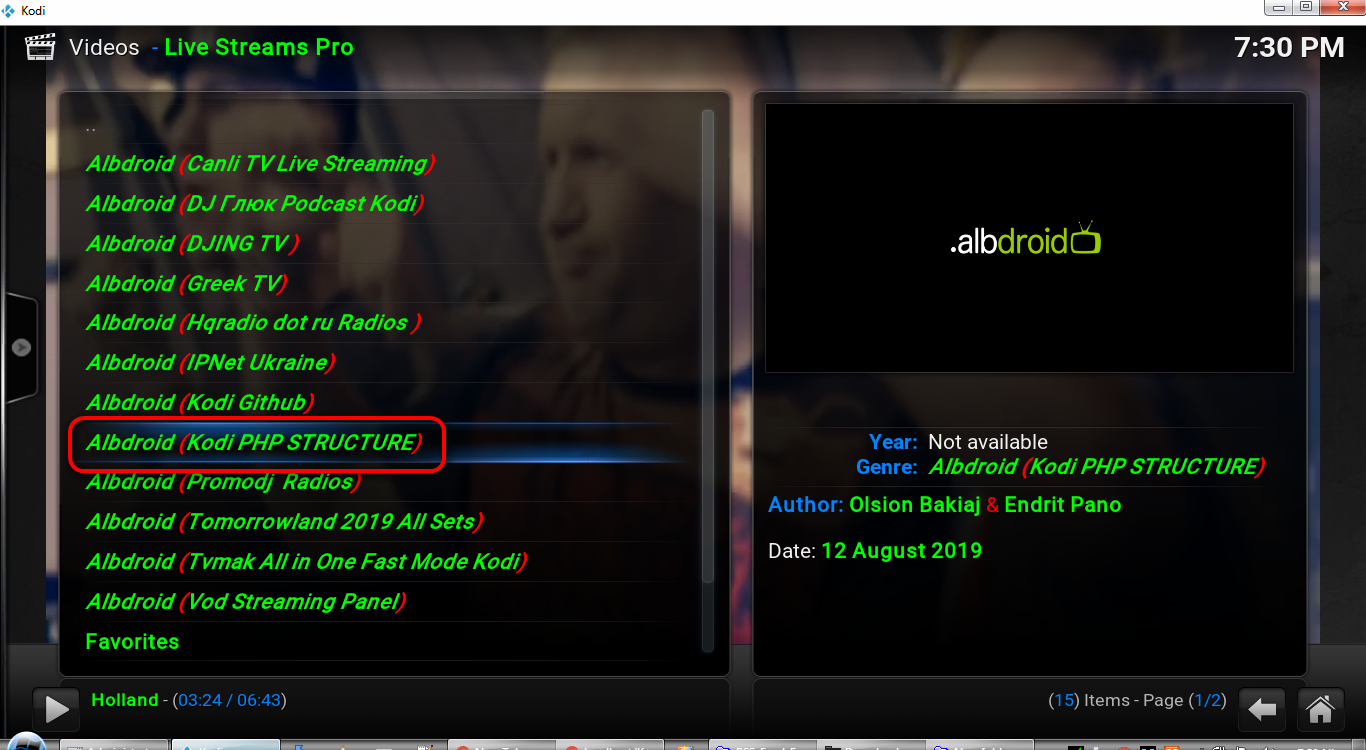 Kodi
Videos - Live Streams Pro
7:30 PM
..
Albdroid (Canli TV Live Streaming)
Albdroid (DJ Глюк Podcast Kodi)
Albdroid (DJING TV )
Albdroid (Greek TV)
Albdroid (Hqradio dot ru Radios )
Albdroid (IPNet Ukraine)
Albdroid (Kodi Github)
Albdroid (Kodi PHP STRUCTURE)
Albdroid (Promodj  Radios)
Albdroid (Tomorrowland 2019 All Sets)
Albdroid (Tvmak All in One Fast Mode Kodi)
Albdroid (Vod Streaming Panel)
Favorites
.albdroid
Year: Not available
Genre: Albdroid (Kodi PHP STRUCTURE)
Author: Olsion Bakiaj & Endrit Pano
Date: 12 August 2019
Holland - (03:24 / 06:43)
(15) Items - Page (1/2)